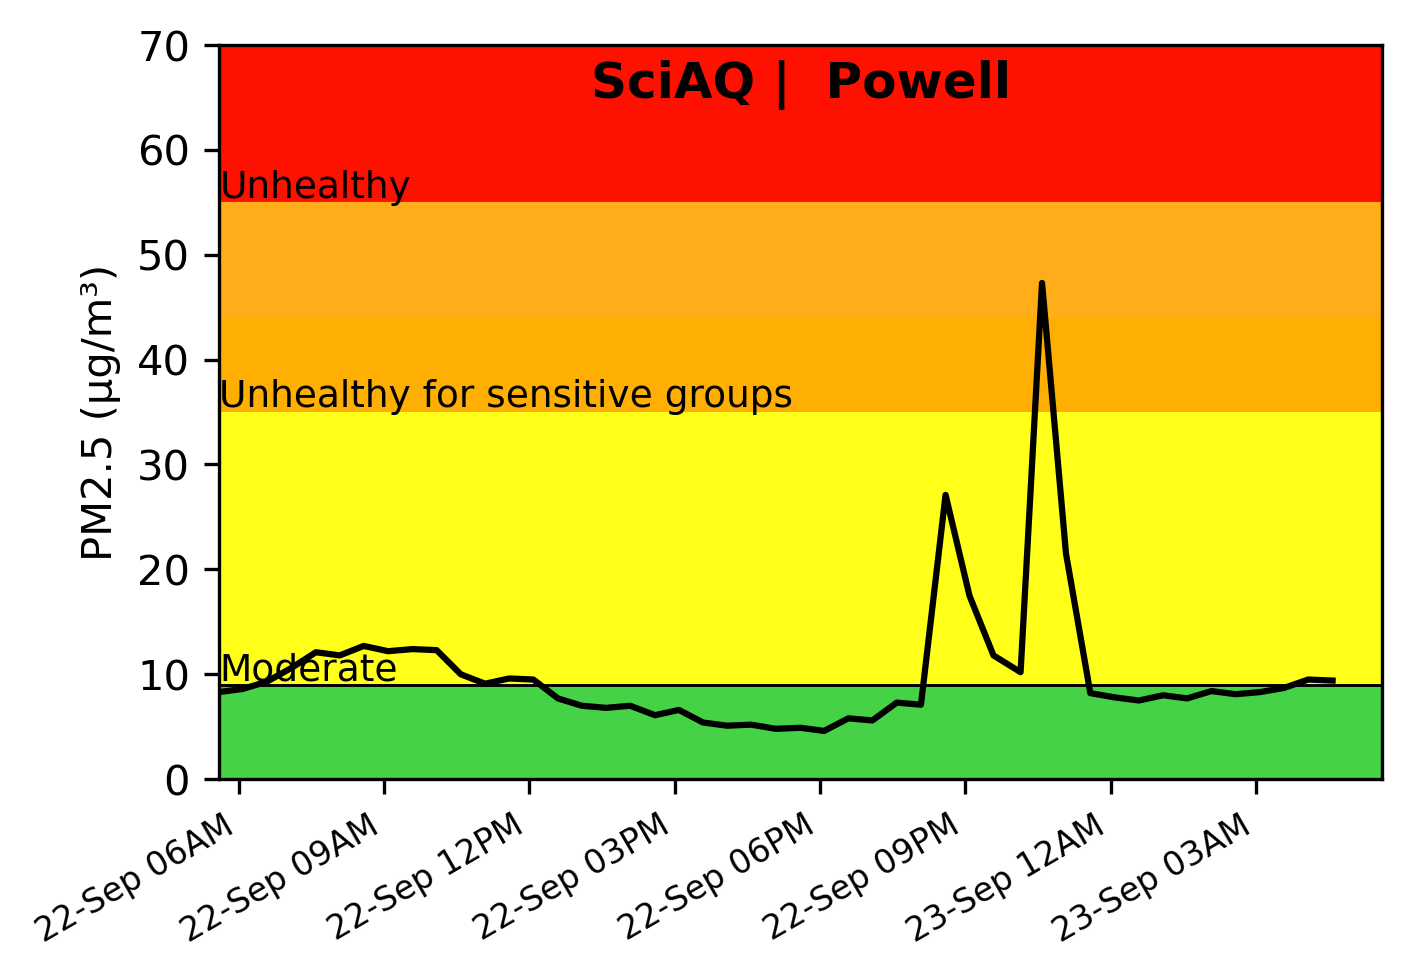 SciAQ |  Powell
PM2.5 (µg/m³)
70
60
50
40
30
20
10
0
Unhealthy
Unhealthy for sensitive groups
Moderate
22-Sep 06AM
22-Sep 09AM
22-Sep 12PM
22-Sep 03PM
22-Sep 06PM
22-Sep 09PM
23-Sep 12AM
23-Sep 03AM